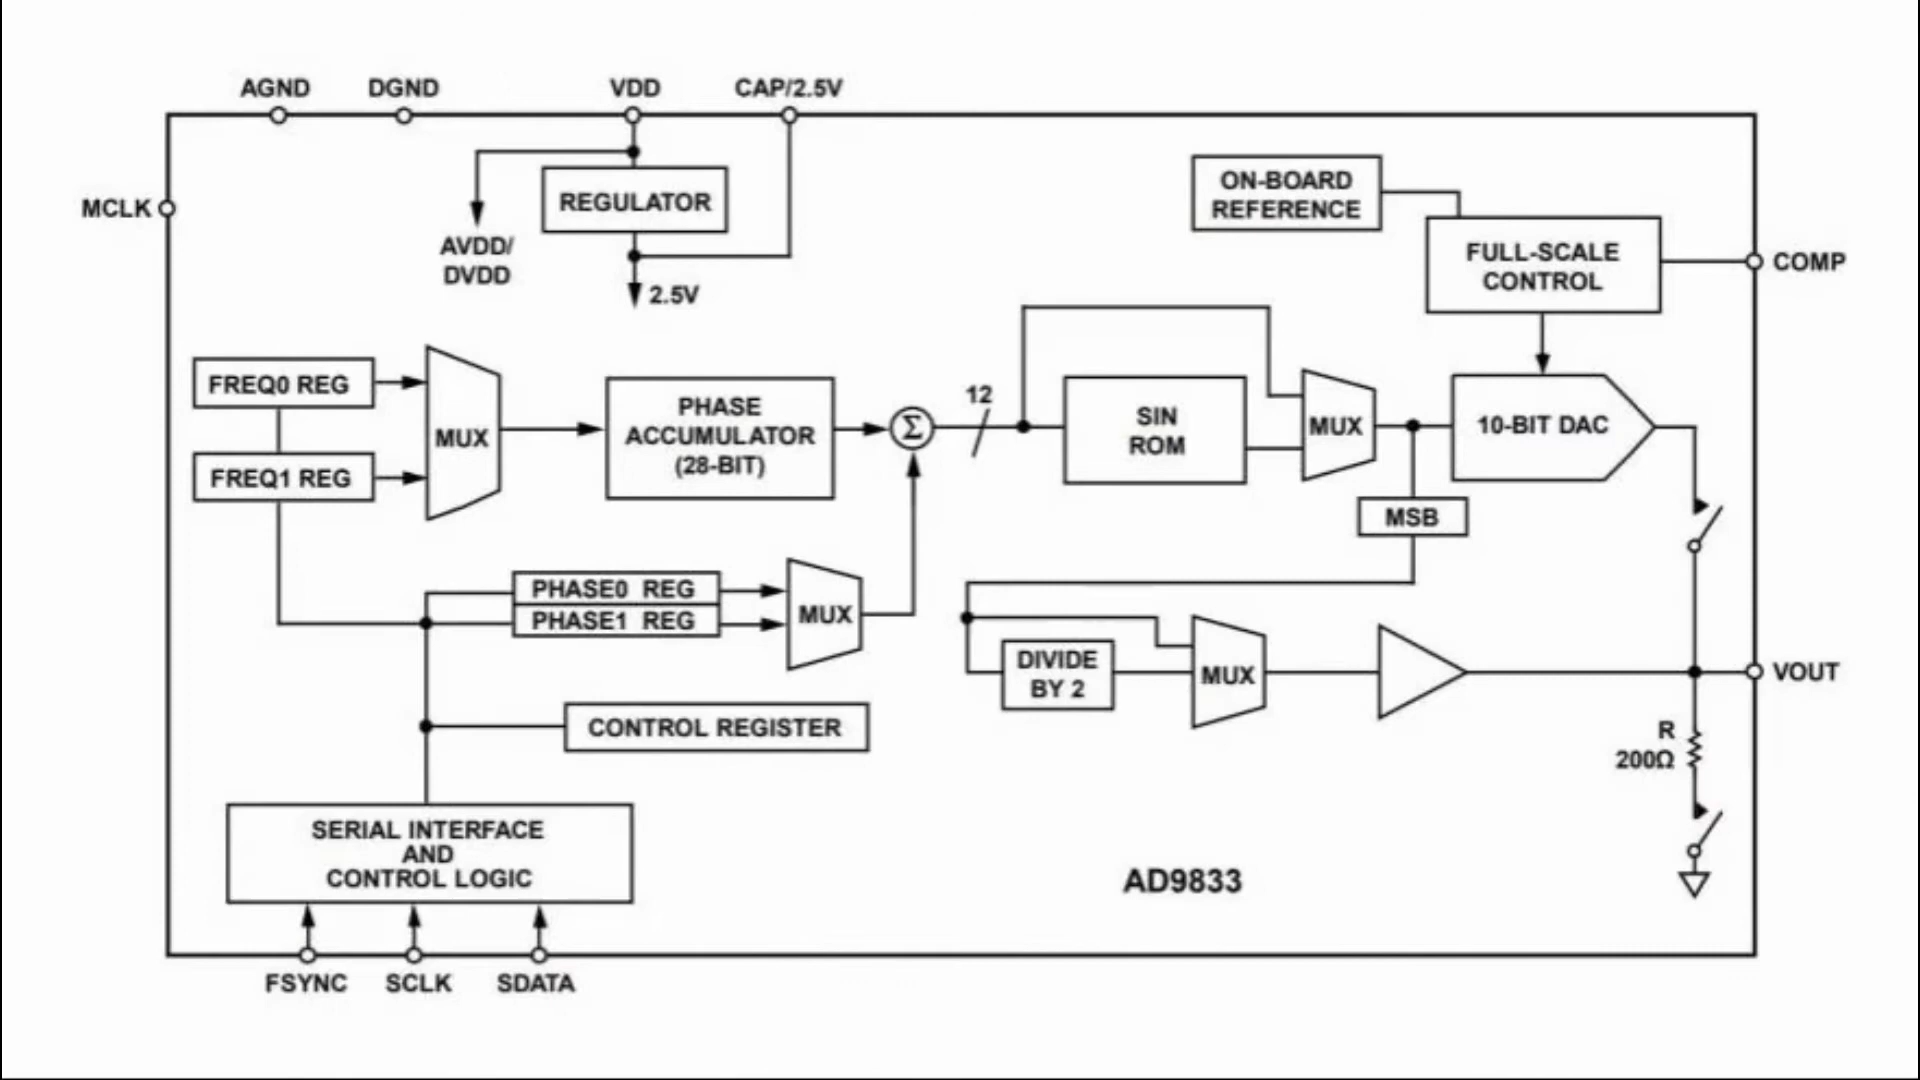 AGND
DGND
VDD
CAP/2.5V
MCLK
REGULATOR
AVDD/
DVDD
2.5V
ON-BOARD
REFERENCE
FULL-SCALE
CONTROL
COMP
FREQ0 REG
FREQ1 REG
MUX
PHASE
ACCUMULATOR
(28-BIT)
Σ
12
SIN
ROM
MUX
10-BIT DAC
MSB
PHASE0 REG
PHASE1 REG
MUX
DIVIDE
BY 2
MUX
VOUT
R
200Ω
CONTROL REGISTER
SERIAL INTERFACE
AND
CONTROL LOGIC
AD9833
FSYNC
SCLK
SDATA